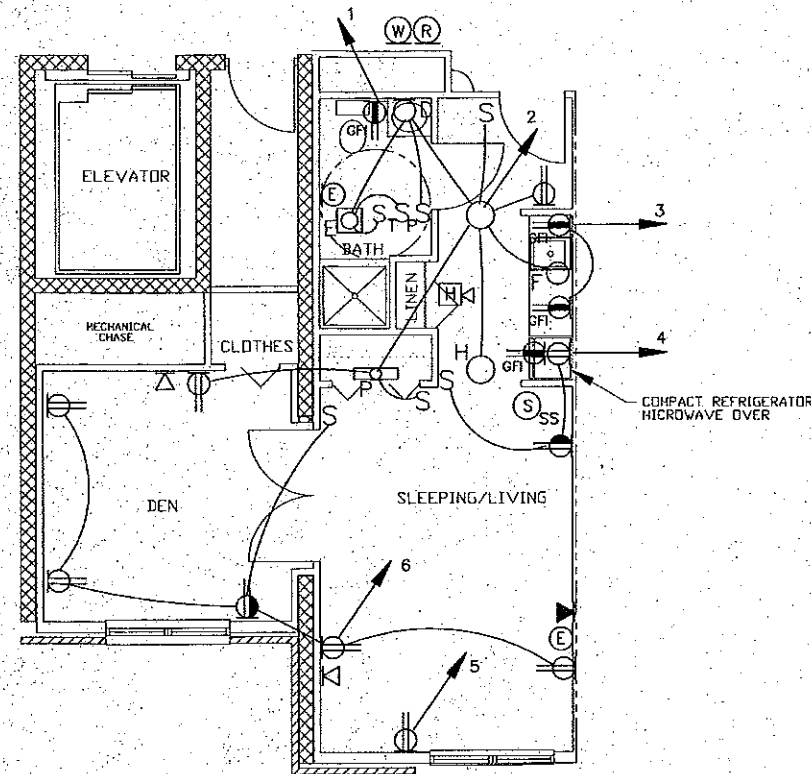 1
W R
GFI
D
S
2
ELEVATOR
E
S S S
F T P
BATH
3
GFI
F
LINEN
H
GFI
MECHANICAL
CHASE
CLOTHES
H
GFI
4
P
S
S
S
SS
COMPACT REFRIGERATOR
MICROWAVE OVER
S
DEN
SLEEPING/LIVING
6
E
5